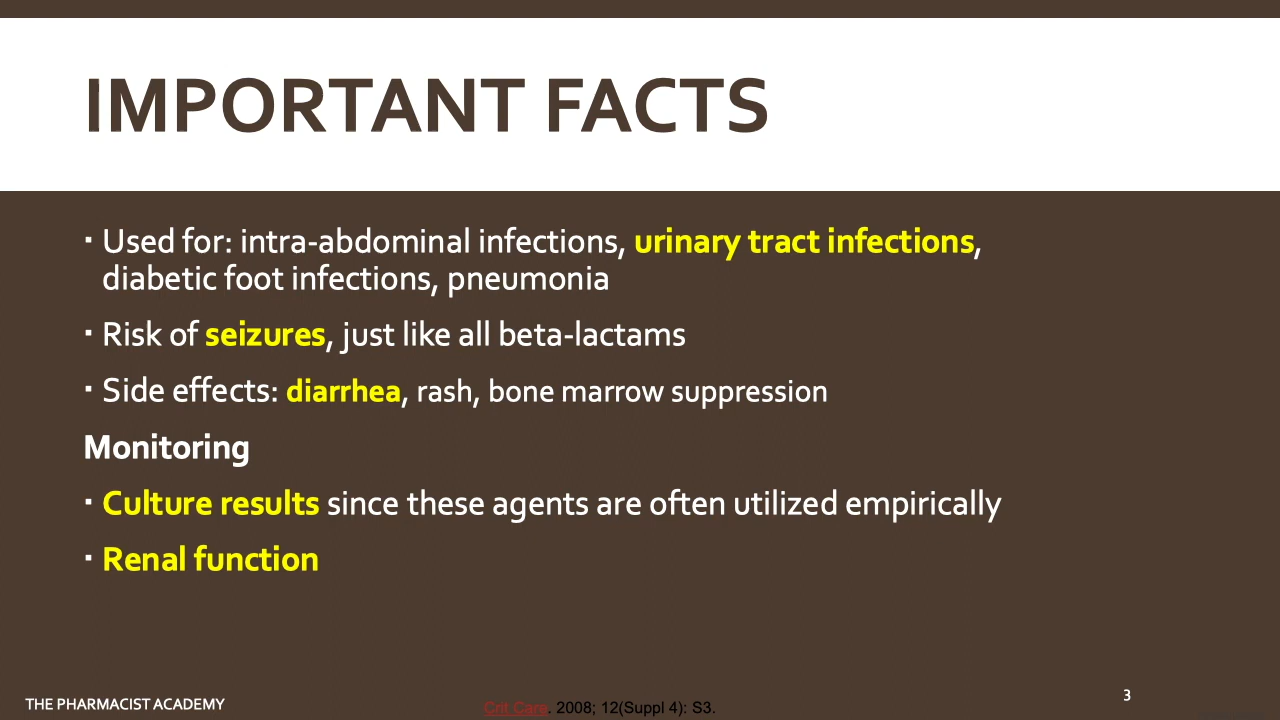 IMPORTANT FACTS
▪ Used for: intra-abdominal infections, urinary tract infections,
diabetic foot infections, pneumonia
▪ Risk of seizures, just like all beta-lactams
▪ Side effects: diarrhea, rash, bone marrow suppression
Monitoring
▪ Culture results since these agents are often utilized empirically
▪ Renal function
THE PHARMACIST ACADEMY
Crit Care. 2008; 12(Suppl 4): S3.
3